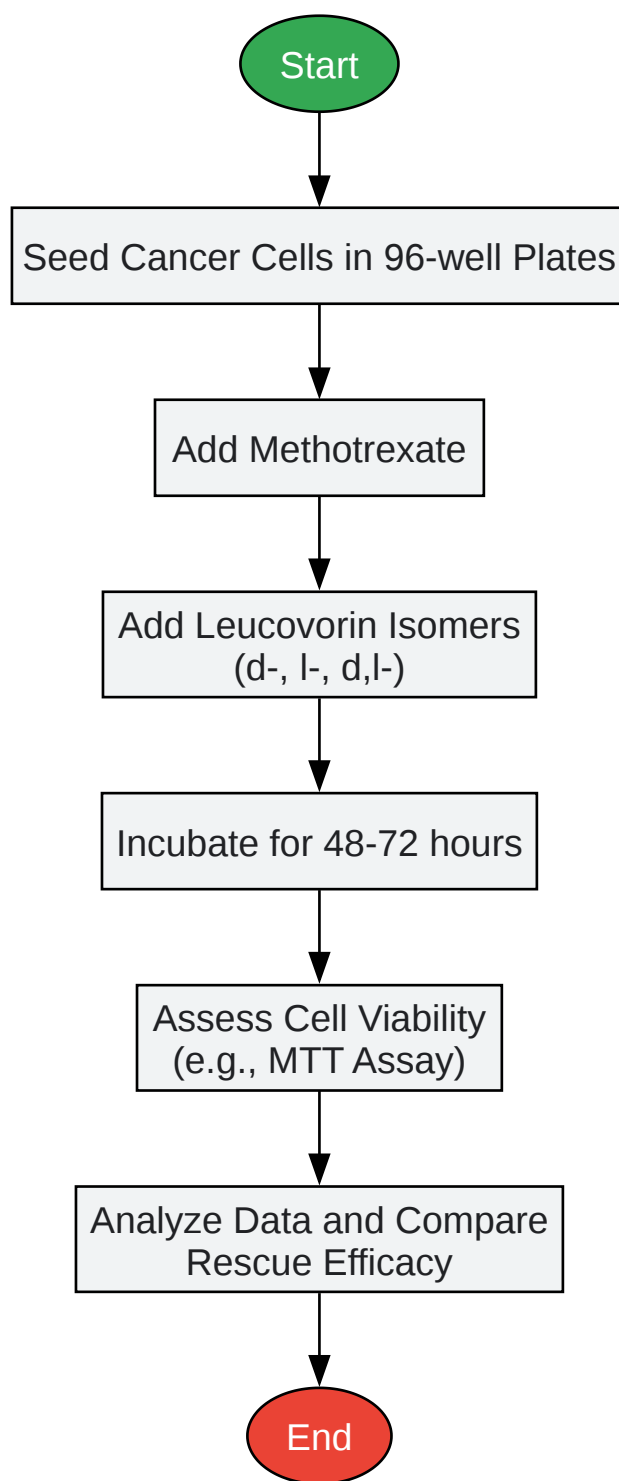 Start
Seed Cancer Cells in 96-well Plates
Add Methotrexate
Add Leucovorin Isomers
(d-, l-, d,l-)
Incubate for 48-72 hours
Assess Cell Viability
(e.g., MTT Assay)
Analyze Data and Compare
Rescue Efficacy
End